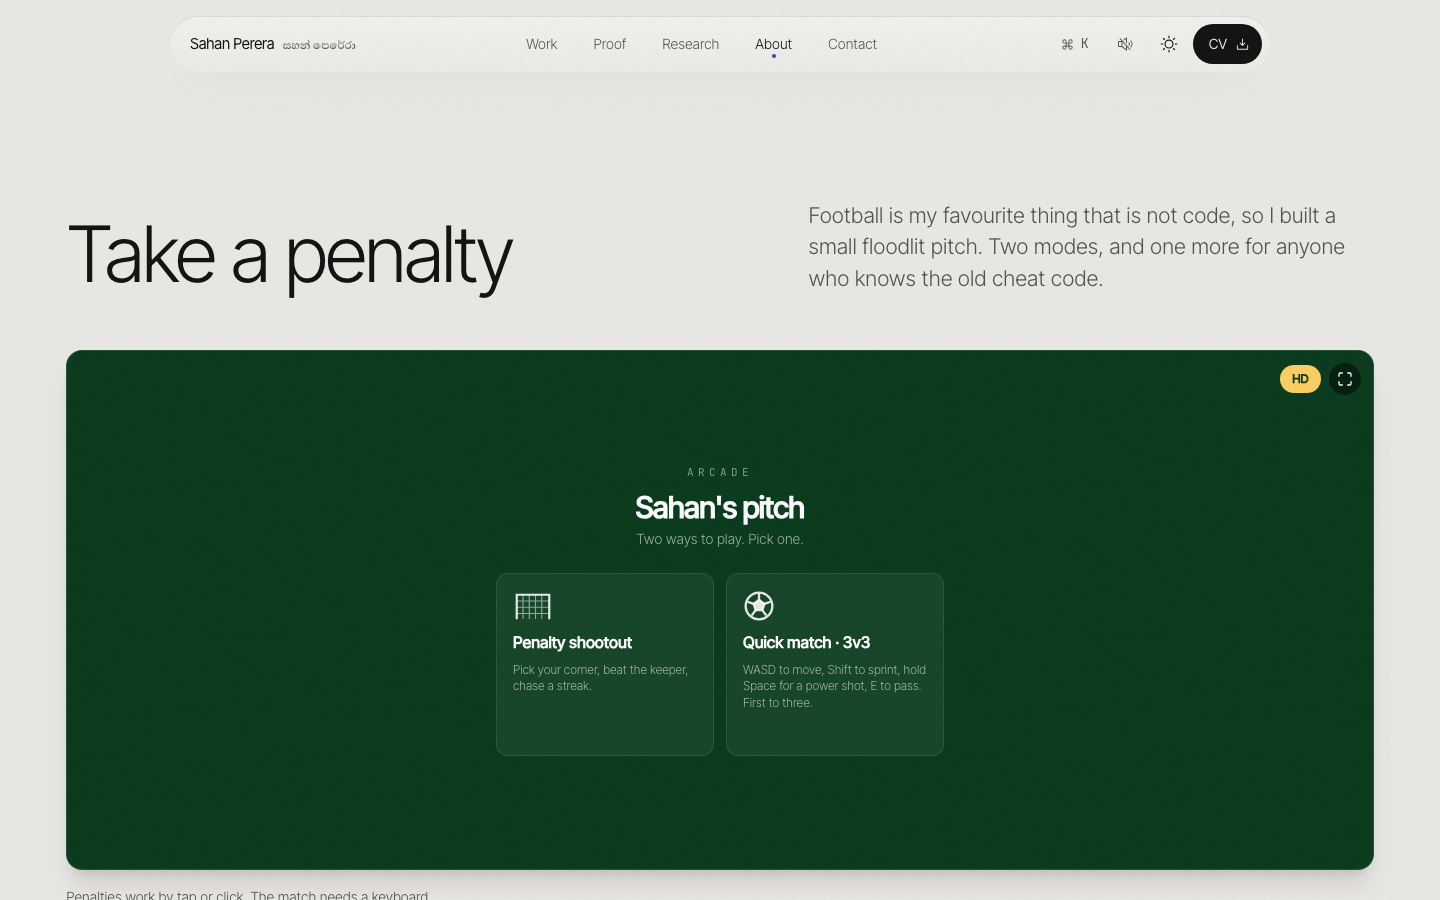 Sahan Perera සහන් පෙරේරා
Work
Proof
Research
About
Contact
⌘ K
CV
Take a penalty
Football is my favourite thing that is not code, so I built a
small floodlit pitch. Two modes, and one more for anyone
who knows the old cheat code.
HD
ARCADE
Sahan's pitch
Two ways to play. Pick one.
Penalty shootout
Pick your corner, beat the keeper,
chase a streak.
Quick match · 3v3
WASD to move, Shift to sprint, hold
Space for a power shot, E to pass.
First to three.
Penalties work by tap or click. The match needs a keyboard.